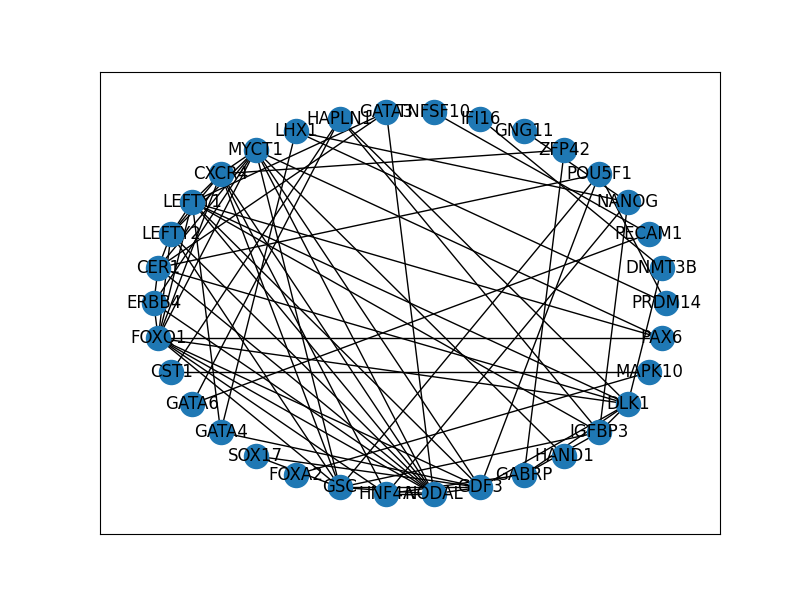 GATA3
TNFSF10
IFI16
HAPLN1
GNG11
LHX1
ZFP42
MYCT1
POU5F1
CXCR4
NANOG
LEFTY1
PECAM1
LEFTY2
DNMT3B
CER1
PRDM14
ERBB4
PAX6
FOXO1
MAPK10
CST1
DLK1
GATA6
IGFBP3
GATA4
HAND1
SOX17
GABRP
FOXA2
GDF3
GSC
HNF4A
NODAL